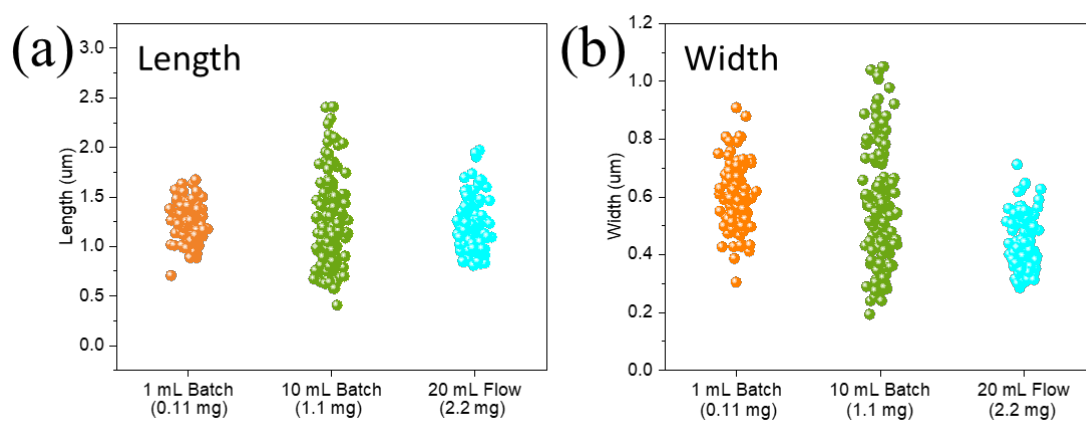 (a)
Length
Length (um)
3.0
2.5
2.0
1.5
1.0
0.5
0.0
1 mL Batch
(0.11 mg)
10 mL Batch
(1.1 mg)
20 mL Flow
(2.2 mg)
(b)
Width
Width (um)
1.2
1.0
0.8
0.6
0.4
0.2
0.0
1 mL Batch
(0.11 mg)
10 mL Batch
(1.1 mg)
20 mL Flow
(2.2 mg)